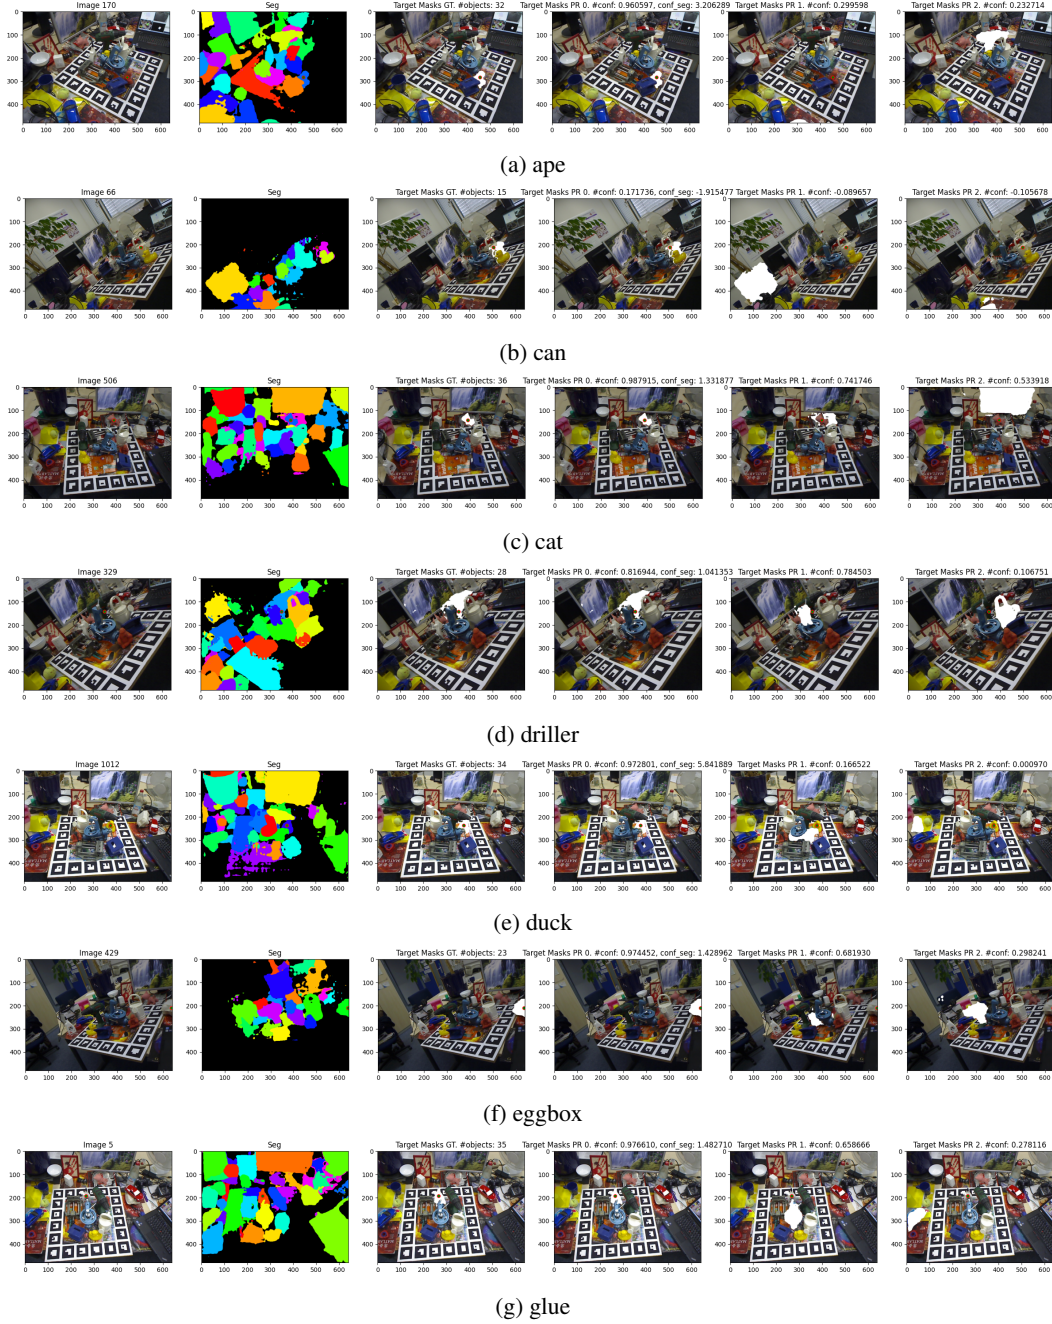 Image 170 Seg Target Masks GT. #objects: 32 Target Masks PR 0. #conf: 0.960597, conf_seg: 3.206289 Target Masks PR 1. #conf: 0.299598 Target Masks PR 2. #conf: 0.232714
(a) ape
Image 66 Seg Target Masks GT. #objects: 15 Target Masks PR 0. #conf: 0.171736, conf_seg: -1.915477 Target Masks PR 1. #conf: -0.089657 Target Masks PR 2. #conf: -0.105678
(b) can
Image 506 Seg Target Masks GT. #objects: 36 Target Masks PR 0. #conf: 0.987915, conf_seg: 1.331877 Target Masks PR 1. #conf: 0.741746 Target Masks PR 2. #conf: 0.533918
(c) cat
Image 329 Seg Target Masks GT. #objects: 28 Target Masks PR 0. #conf: 0.816944, conf_seg: 1.041353 Target Masks PR 1. #conf: 0.784503 Target Masks PR 2. #conf: 0.106751
(d) driller
Image 1012 Seg Target Masks GT. #objects: 34 Target Masks PR 0. #conf: 0.972801, conf_seg: 5.841889 Target Masks PR 1. #conf: 0.166522 Target Masks PR 2. #conf: 0.000970
(e) duck
Image 429 Seg Target Masks GT. #objects: 23 Target Masks PR 0. #conf: 0.974452, conf_seg: 1.428962 Target Masks PR 1. #conf: 0.681930 Target Masks PR 2. #conf: 0.298241
(f) eggbox
Image 5 Seg Target Masks GT. #objects: 35 Target Masks PR 0. #conf: 0.976610, conf_seg: 1.482710 Target Masks PR 1. #conf: 0.658666 Target Masks PR 2. #conf: 0.278116
(g) glue